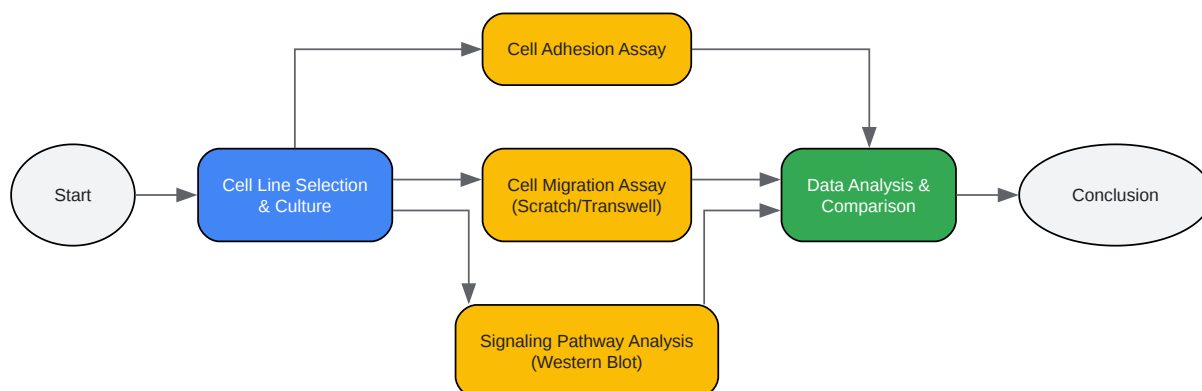 Cell Adhesion Assay
Start
Cell Line Selection
& Culture
Cell Migration Assay
(Scratch/Transwell)
Data Analysis &
Comparison
Conclusion
Signaling Pathway Analysis
(Western Blot)